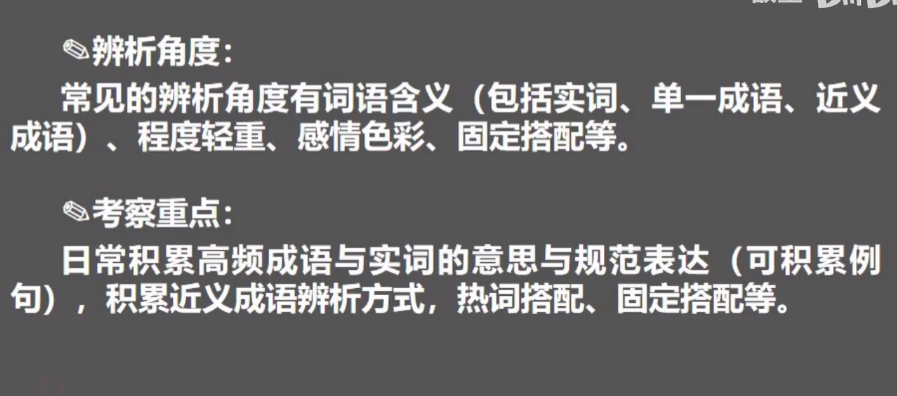 ✎辨析角度：
常见的辨析角度有词语含义（包括实词、单一成语、近义
成语）、程度轻重、感情色彩、固定搭配等。
✎考察重点：
日常积累高频成语与实词的意思与规范表达（可积累例
句），积累近义成语辨析方式，热词搭配、固定搭配等。